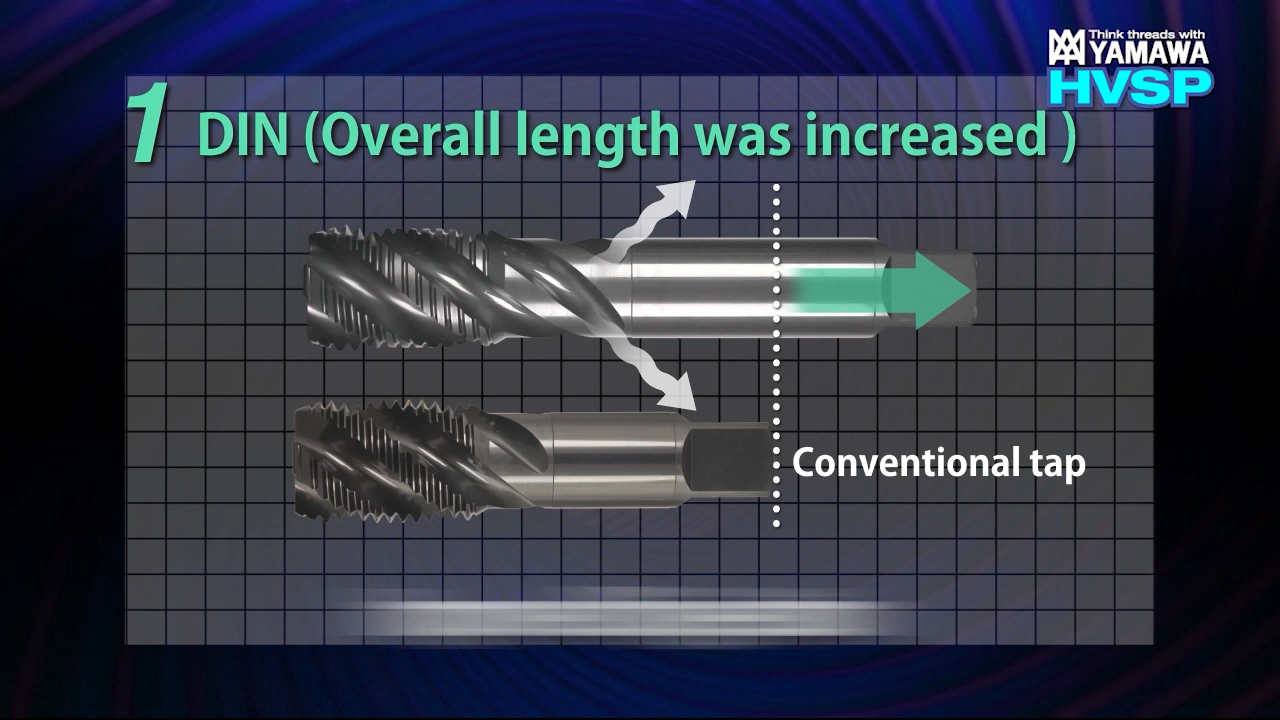 Think threads with
YAMAWA
HVSP
1 DIN (Overall length was increased )
Conventional tap